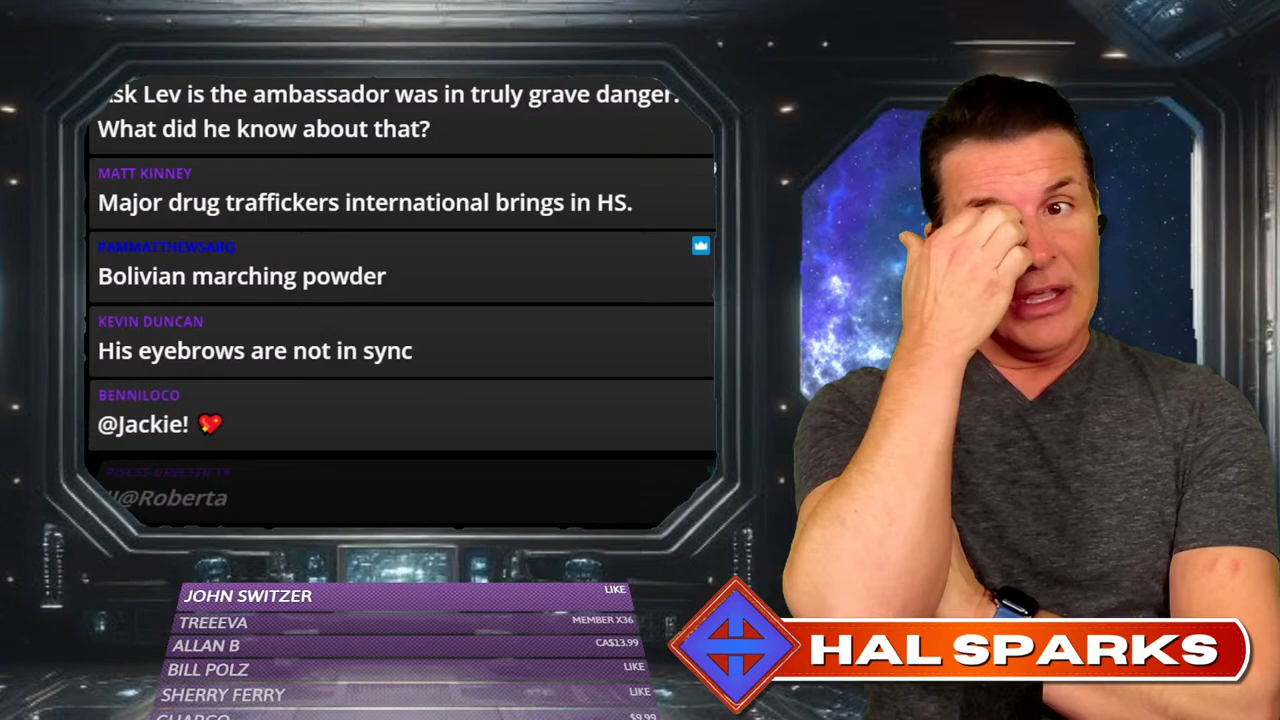 sk Lev is the ambassador was in truly grave danger.
What did he know about that?
MATT KINNEY
Major drug traffickers international brings in HS.
PAMMATTHEWSABQ
Bolivian marching powder
KEVIN DUNCAN
His eyebrows are not in sync
BENNILOCO
@Jackie! 💖
@Roberta
JOHN SWITZER LIKE
TREEEVA MEMBER X36
ALLAN B CA$13.99
BILL POLZ LIKE
SHERRY FERRY LIKE
$9.99
HAL SPARKS